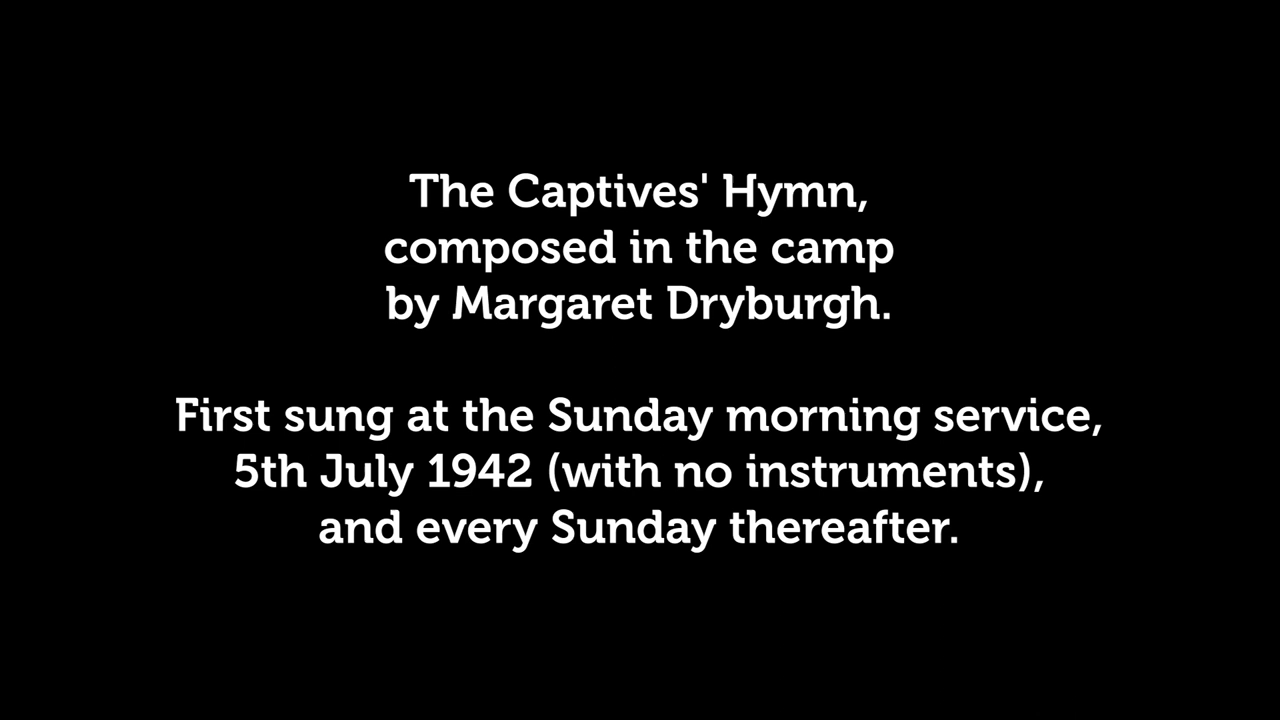 The Captives' Hymn,
composed in the camp
by Margaret Dryburgh.
First sung at the Sunday morning service,
5th July 1942 (with no instruments),
and every Sunday thereafter.